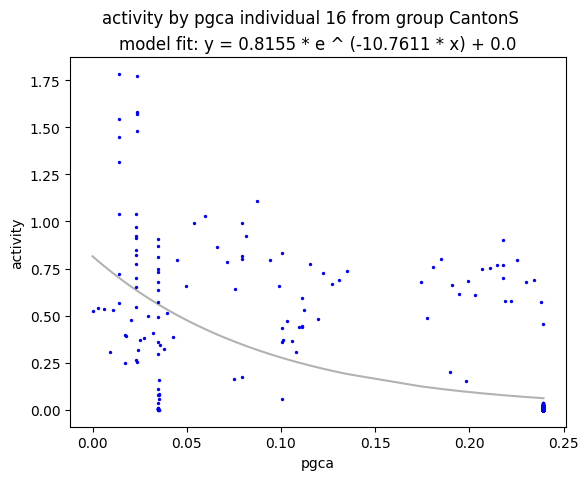 activity by pgca individual 16 from group CantonS
model fit: y = 0.8155 * e ^ (-10.7611 * x) + 0.0
1.75
1.50
1.25
1.00
0.75
0.50
0.25
0.00
activity
0.00 0.05 0.10 0.15 0.20 0.25
pgca